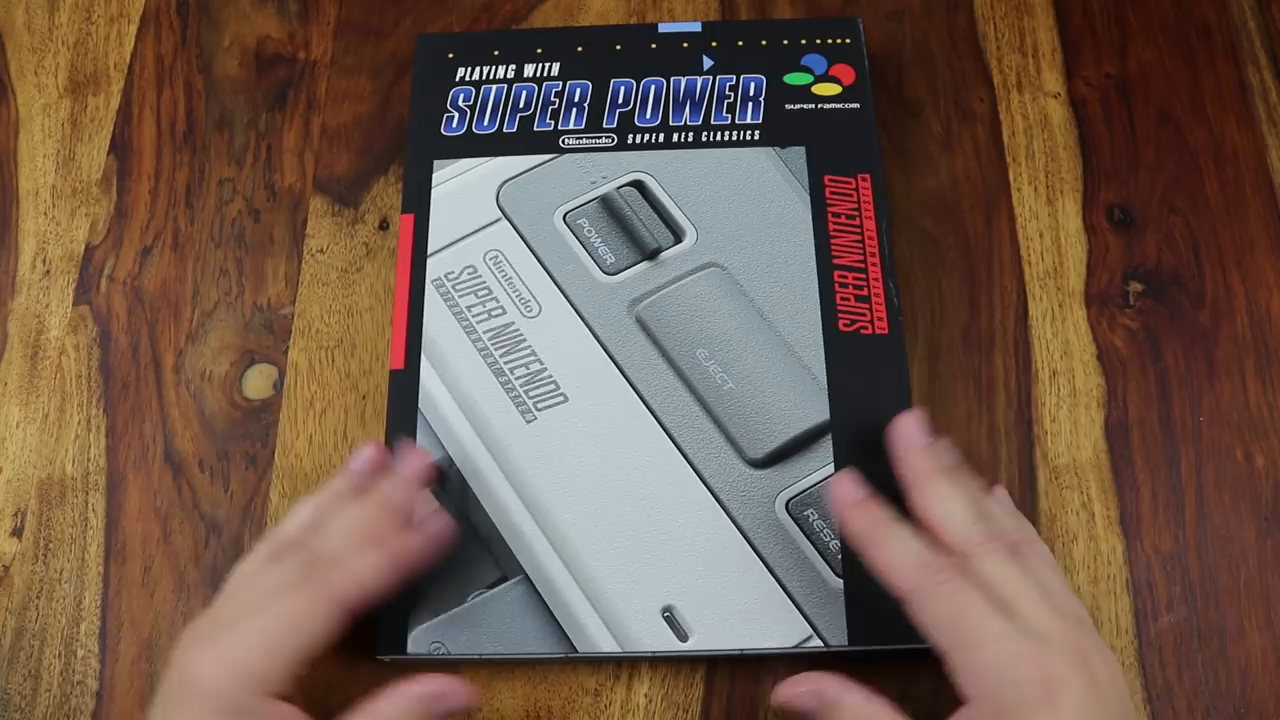 PLAYING WITH
SUPER POWER
Nintendo SUPER NES CLASSICS
SUPER FAMICOM
SUPER NINTENDO
ENTERTAINMENT SYSTEM
POWER
Nintendo
SUPER NINTENDO
ENTERTAINMENT SYSTEM
EJECT
RESE